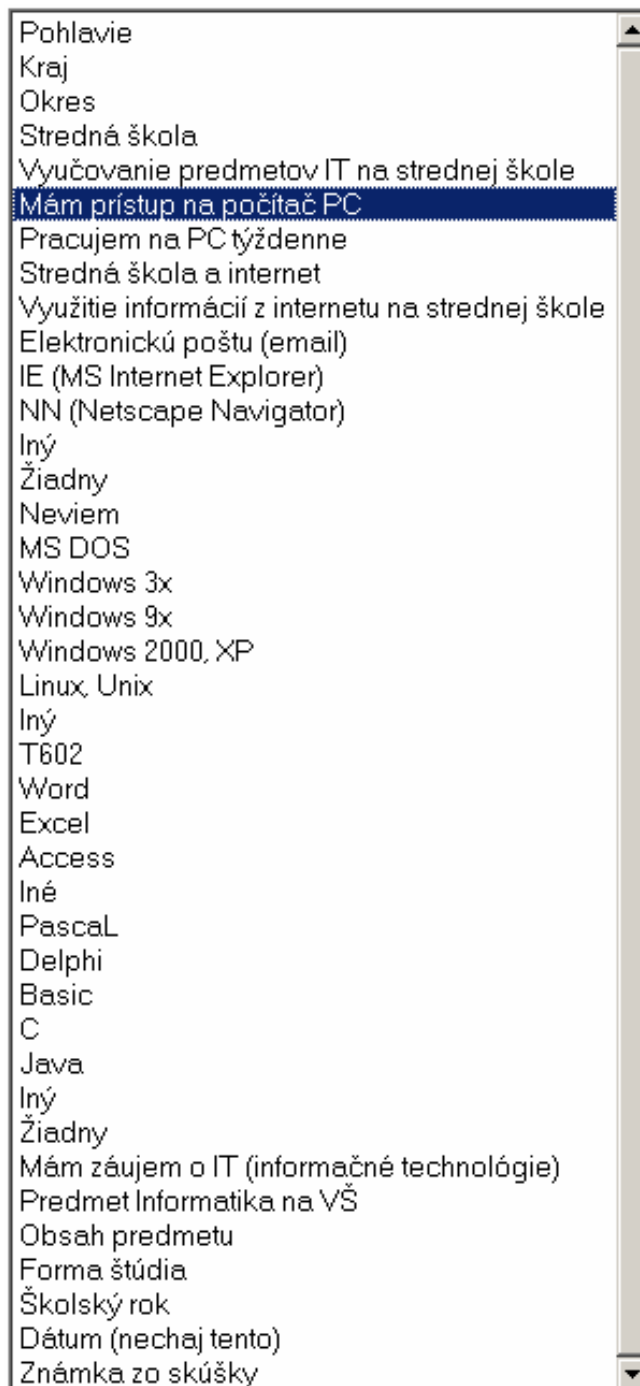 Pohlavie
Kraj
Okres
Stredná škola
Vyučovanie predmetov IT na strednej škole
Mám prístup na počítač PC
Pracujem na PC týždenne
Stredná škola a internet
Využitie informácií z internetu na strednej škole
Elektronickú poštu (email)
IE (MS Internet Explorer)
NN (Netscape Navigator)
Iný
Žiadny
Neviem
MS DOS
Windows 3x
Windows 9x
Windows 2000, XP
Linux, Unix
Iný
T602
Word
Excel
Access
Iné
PascaL
Delphi
Basic
C
Java
Iný
Žiadny
Mám záujem o IT (informačné technológie)
Predmet Informatika na VŠ
Obsah predmetu
Forma štúdia
Školský rok
Dátum (nechaj tento)
Známka zo skúšky